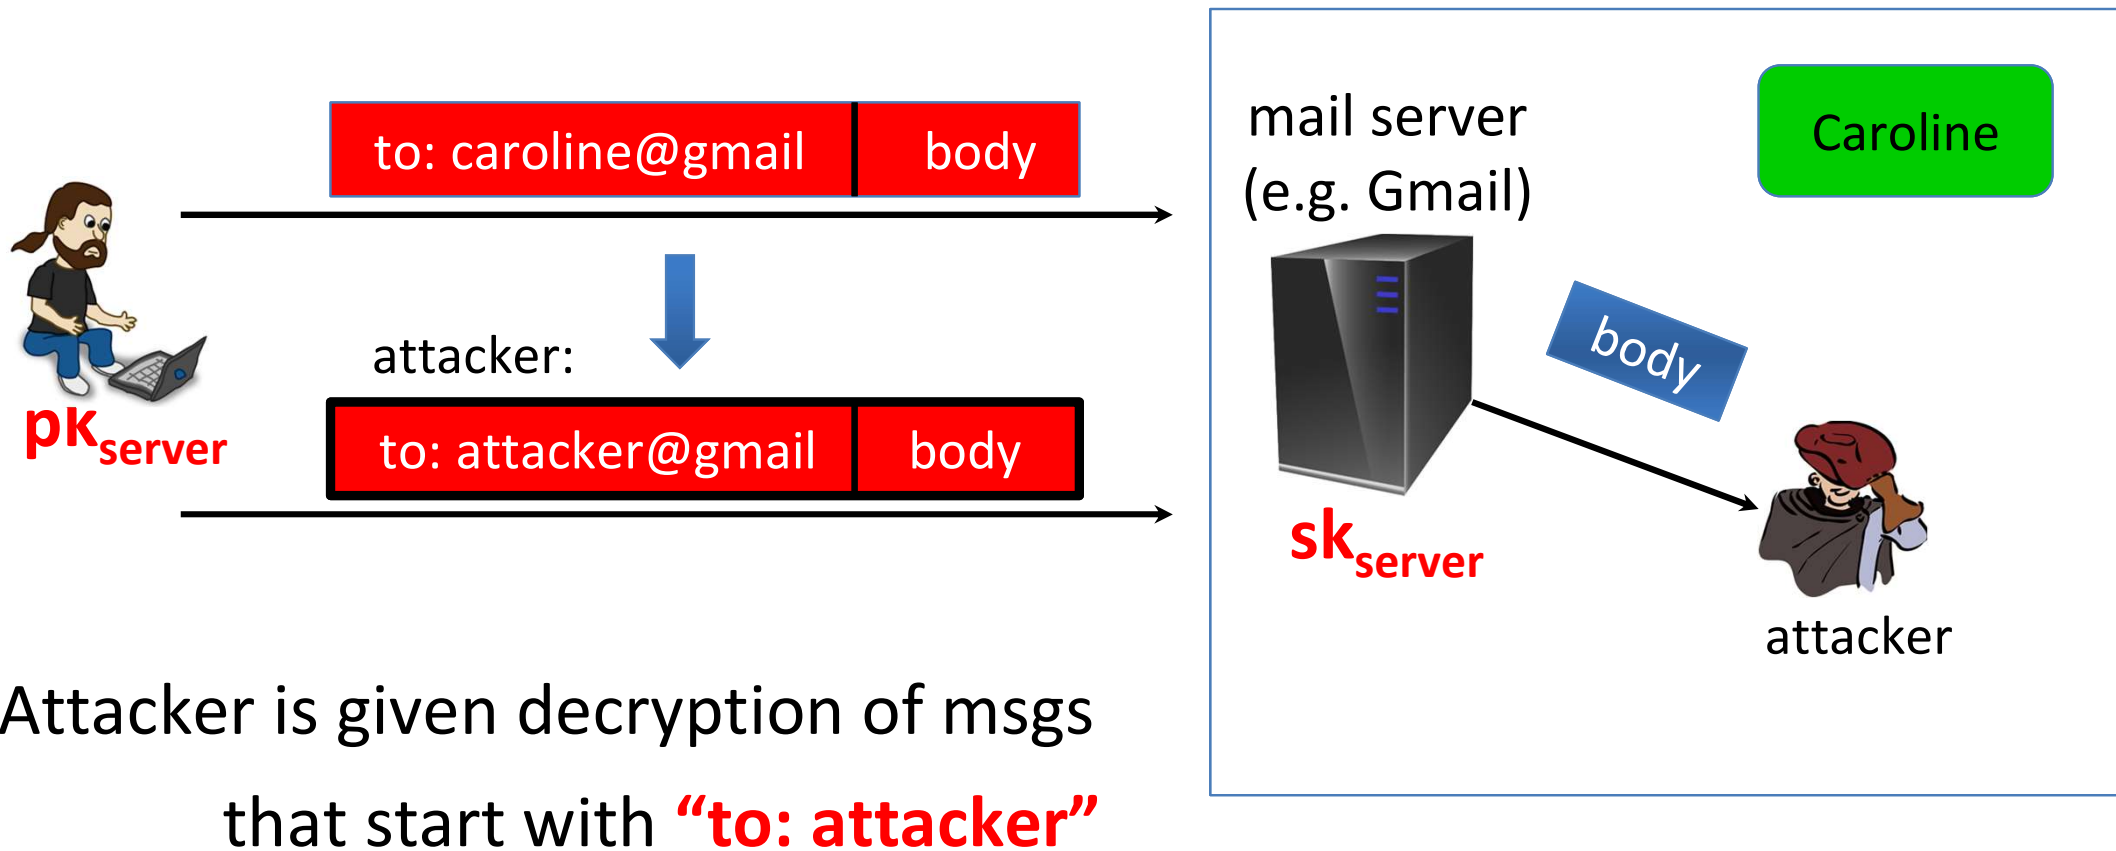 to: caroline@gmail body
mail server
(e.g. Gmail)
Caroline
attacker:
pkserver
to: attacker@gmail body
body
skserver
attacker
Attacker is given decryption of msgs
that start with “to: attacker”